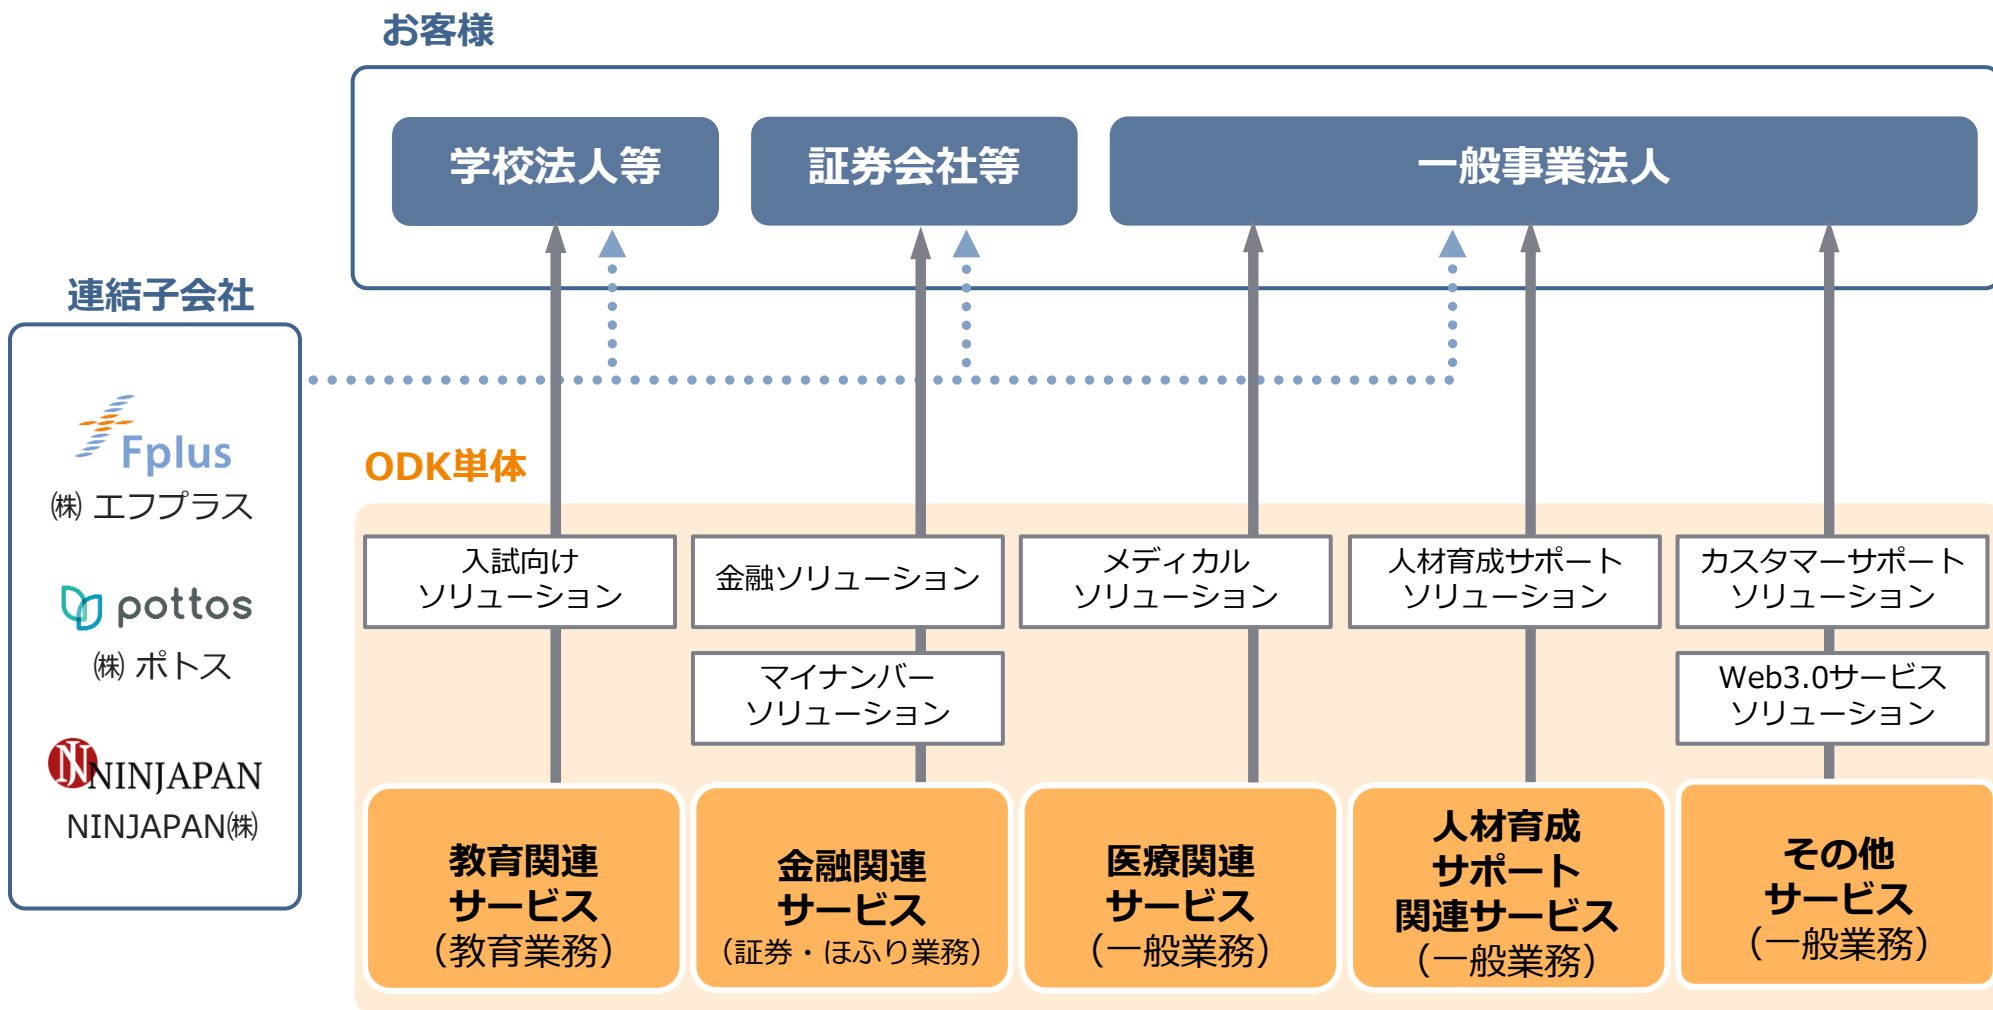 お客様
学校法人等
証券会社等
一般事業法人
連結子会社
Fplus
㈱ エフプラス
pottos
㈱ ポトス
NINJAPAN
NINJAPAN㈱
ODK単体
入試向け
ソリューション
金融ソリューション
マイナンバー
ソリューション
メディカル
ソリューション
人材育成サポート
ソリューション
カスタマーサポート
ソリューション
Web3.0サービス
ソリューション
教育関連
サービス
（教育業務）
金融関連
サービス
（証券・ほふり業務）
医療関連
サービス
（一般業務）
人材育成
サポート
関連サービス
（一般業務）
その他
サービス
（一般業務）